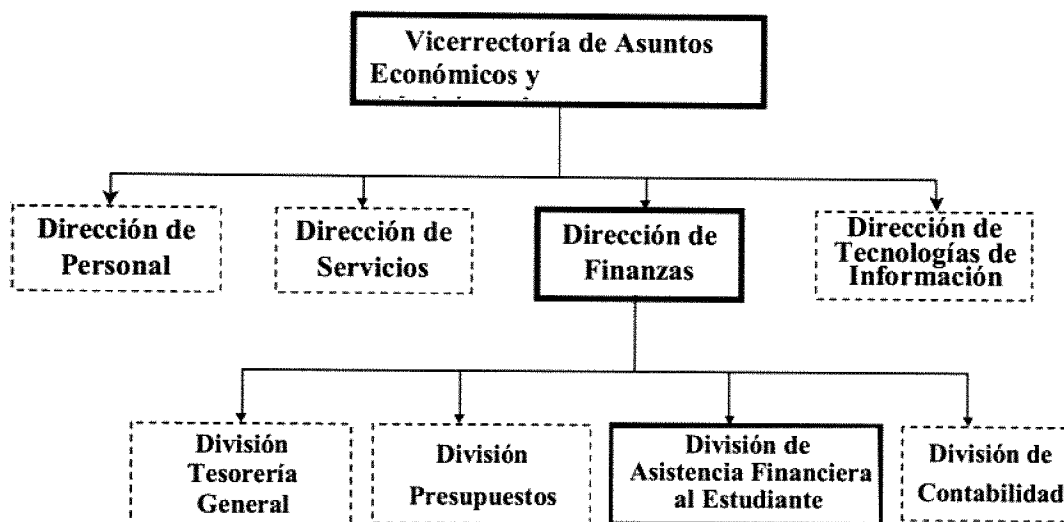 Vicerrectoría de Asuntos
Económicos y
Dirección de
Personal
Dirección de
Servicios
Dirección de
Finanzas
Dirección de
Tecnologías de
Información
División
Tesorería
General
División
Presupuestos
División de
Asistencia Financiera
al Estudiante
División de
Contabilidad